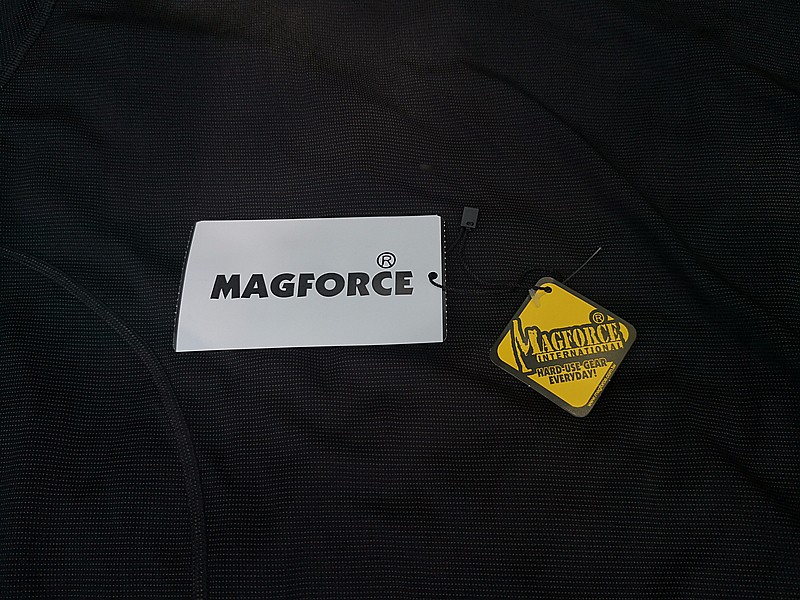 MAGFORCE®
MAGFORCE®
INTERNATIONAL
HARD-USE GEAR
EVERYDAY!